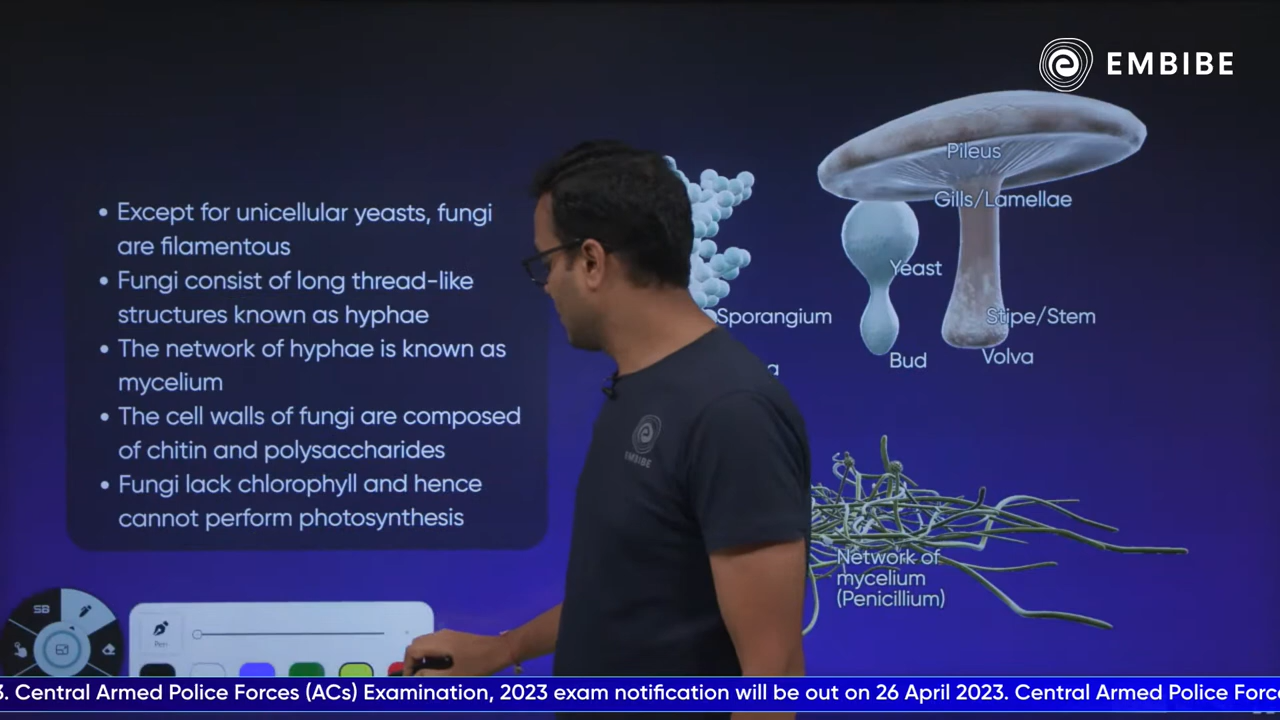 EMBIBE
• Except for unicellular yeasts, fungi
are filamentous
• Fungi consist of long thread-like
structures known as hyphae
• The network of hyphae is known as
mycelium
• The cell walls of fungi are composed
of chitin and polysaccharides
• Fungi lack chlorophyll and hence
cannot perform photosynthesis
Pileus
Gills/Lamellae
Yeast
Sporangium
Stipe/Stem
Bud
Volva
EMBIBE
Network of
mycelium
(Penicillium)
SB
Pen
3. Central Armed Police Forces (ACs) Examination, 2023 exam notification will be out on 26 April 2023. Central Armed Police Force